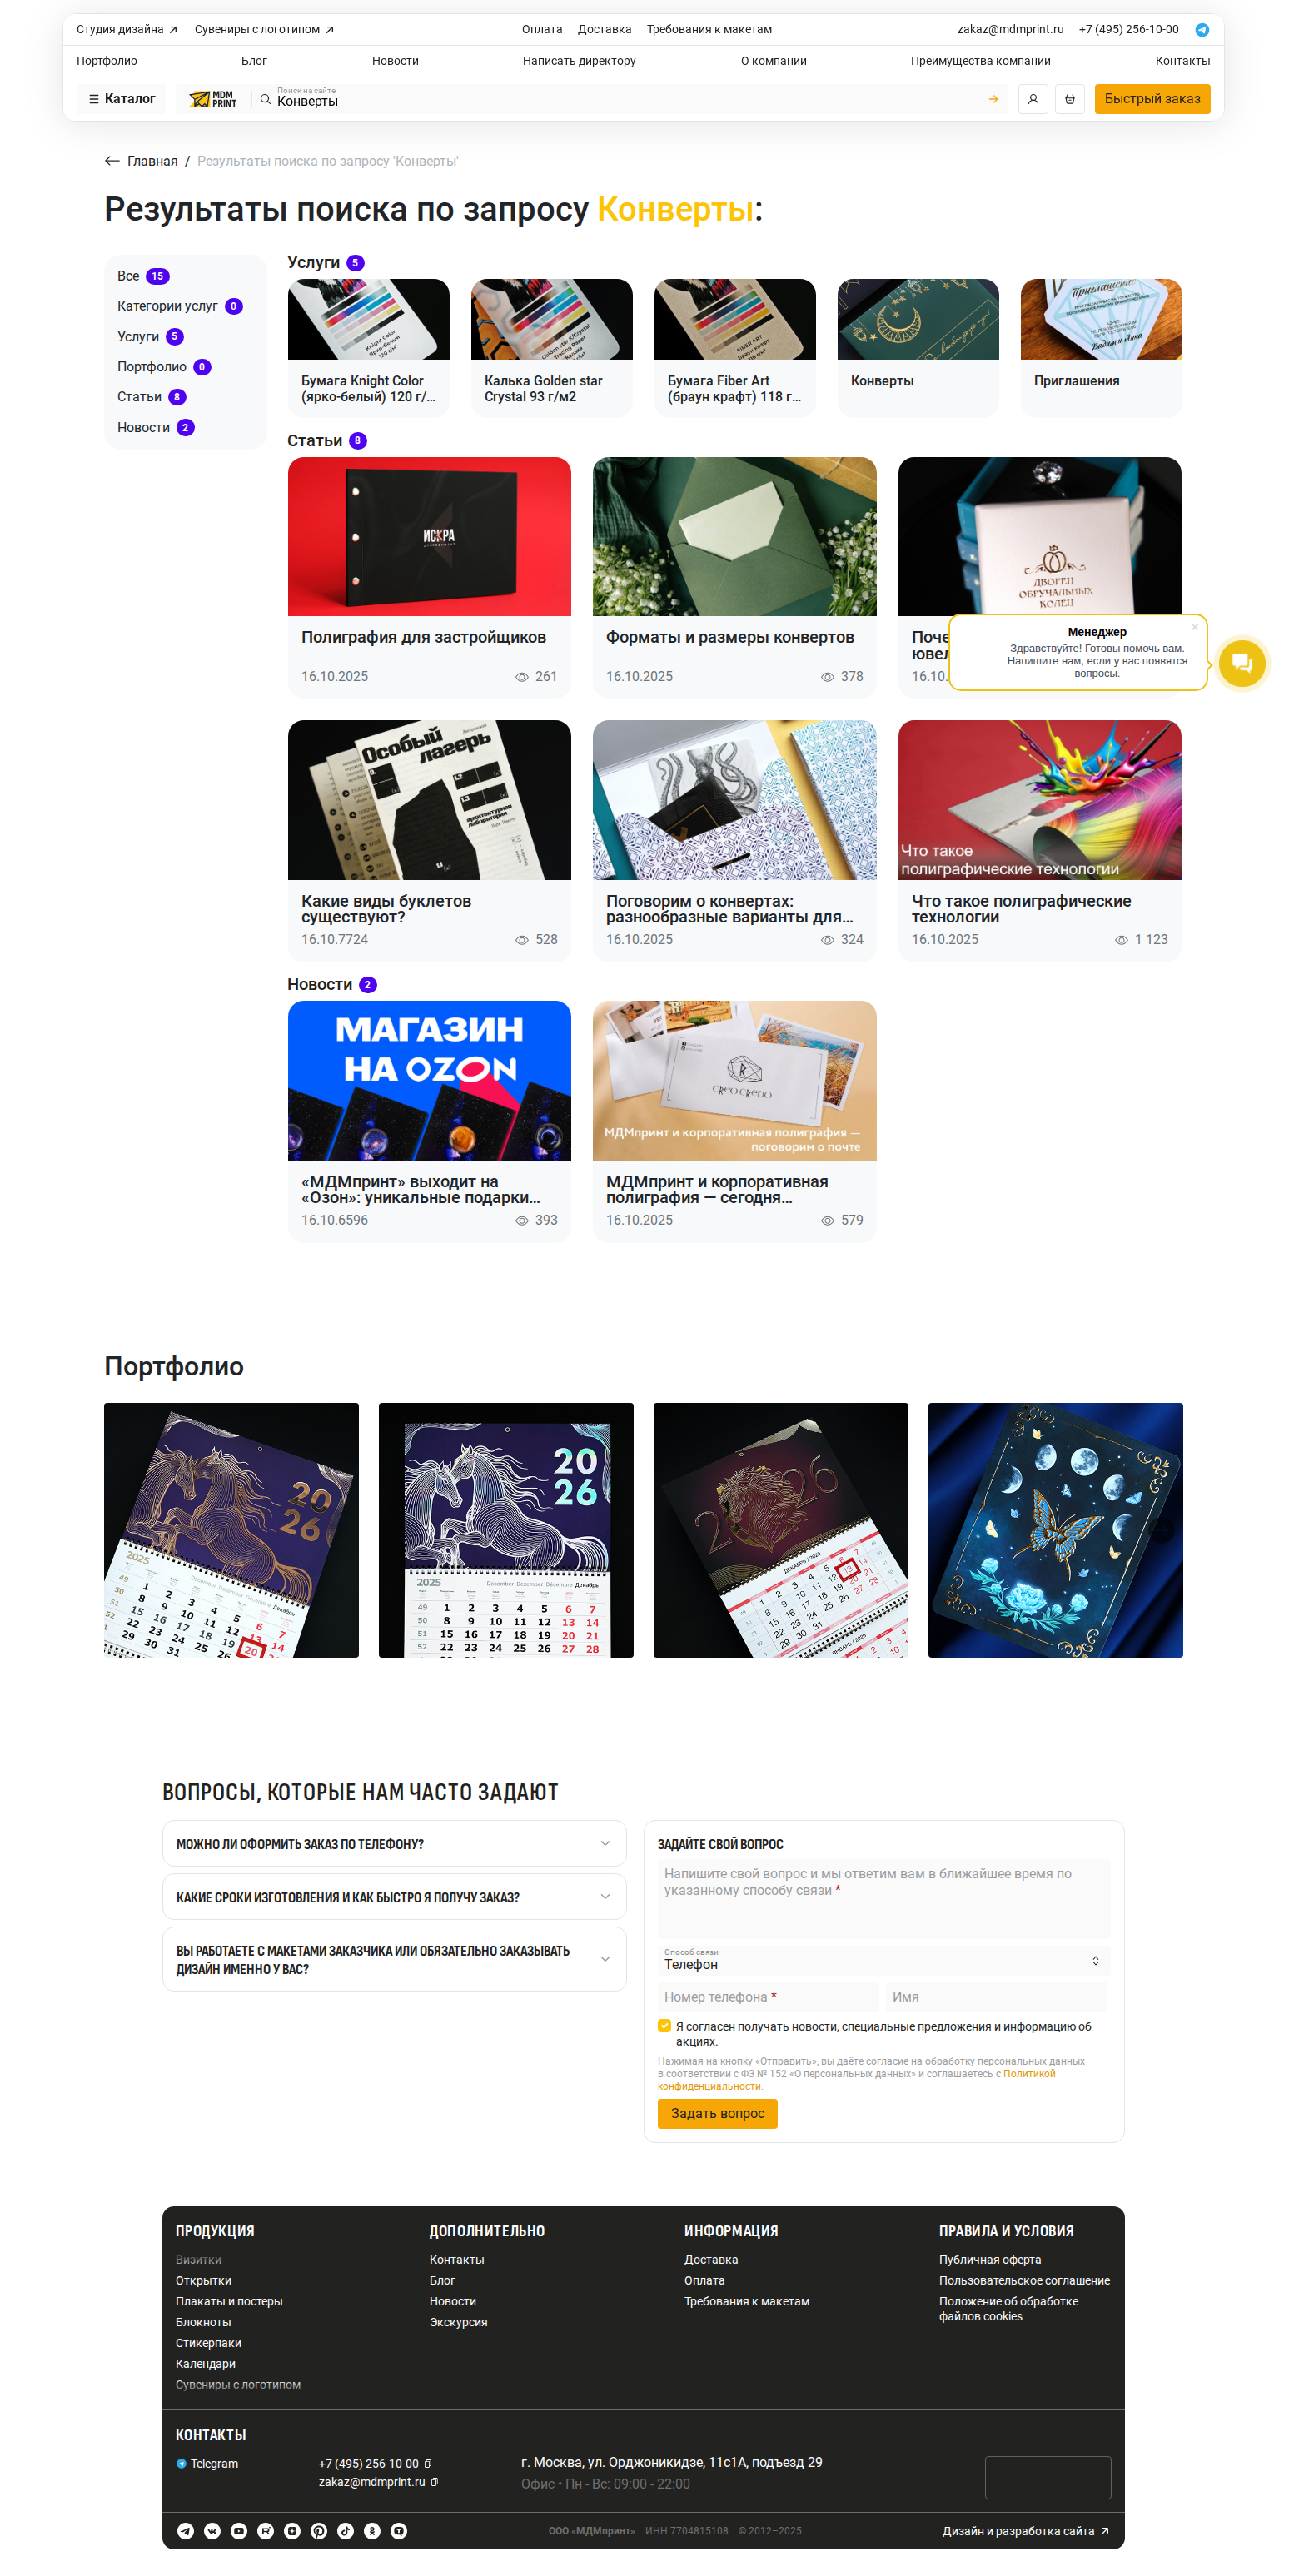 Студия дизайна
Сувениры с логотипом
Оплата
Доставка
Требования к макетам
zakaz@mdmprint.ru
+7 (495) 256-10-00
Портфолио
Блог
Новости
Написать директору
О компании
Преимущества компании
Контакты
Каталог
MDM
PRINT
Поиск на сайте
Конверты
Быстрый заказ
Главная / Результаты поиска по запросу 'Конверты'
Результаты поиска по запросу Конверты:
Все 15
Категории услуг 0
Услуги 5
Портфолио 0
Статьи 8
Новости 2
Услуги 5
Бумага Knight Color
(ярко-белый) 120 г/...
Калька Golden star
Crystal 93 г/м2
Бумага Fiber Art
(браун крафт) 118 г...
Конверты
Приглашения
Статьи 8
ИСКРА
Полиграфия для застройщиков
16.10.2025
261
Форматы и размеры конвертов
16.10.2025
378
ДВОРЕЦ
ОБРУЧАЛЬНЫХ
КОЛЕЦ
Поче
ювел
16.10.
Менеджер
Здравствуйте! Готовы помочь вам.
Напишите нам, если у вас появятся
вопросы.
Особый
лагерь
Какие виды буклетов
существуют?
16.10.7724
528
Поговорим о конвертах:
разнообразные варианты для...
16.10.2025
324
Что такое
полиграфические технологии
Что такое полиграфические
технологии
16.10.2025
1 123
Новости 2
МАГАЗИН
НА OZON
«МДМпринт» выходит на
«Озон»: уникальные подарки...
16.10.6596
393
CREO CREDO
МДМпринт и корпоративная полиграфия —
поговорим о почте
МДМпринт и корпоративная
полиграфия — сегодня...
16.10.2025
579
Портфолио
2026
2025
2026
2025
2026
ДЕКАБРЬ / 2025
ВОПРОСЫ, КОТОРЫЕ НАМ ЧАСТО ЗАДАЮТ
МОЖНО ЛИ ОФОРМИТЬ ЗАКАЗ ПО ТЕЛЕФОНУ?
КАКИЕ СРОКИ ИЗГОТОВЛЕНИЯ И КАК БЫСТРО Я ПОЛУЧУ ЗАКАЗ?
ВЫ РАБОТАЕТЕ С МАКЕТАМИ ЗАКАЗЧИКА ИЛИ ОБЯЗАТЕЛЬНО ЗАКАЗЫВАТЬ
ДИЗАЙН ИМЕННО У ВАС?
ЗАДАЙТЕ СВОЙ ВОПРОС
Напишите свой вопрос и мы ответим вам в ближайшее время по
указанному способу связи *
Способ связи
Телефон
Номер телефона *
Имя
Я согласен получать новости, специальные предложения и информацию об
акциях.
Нажимая на кнопку «Отправить», вы даёте согласие на обработку персональных данных
в соответствии с ФЗ № 152 «О персональных данных» и соглашаетесь с Политикой
конфиденциальности.
Задать вопрос
ПРОДУКЦИЯ
Визитки
Открытки
Плакаты и постеры
Блокноты
Стикерпаки
Календари
Сувениры с логотипом
ДОПОЛНИТЕЛЬНО
Контакты
Блог
Новости
Экскурсия
ИНФОРМАЦИЯ
Доставка
Оплата
Требования к макетам
ПРАВИЛА И УСЛОВИЯ
Публичная оферта
Пользовательское соглашение
Положение об обработке
файлов cookies
КОНТАКТЫ
Telegram
+7 (495) 256-10-00
zakaz@mdmprint.ru
г. Москва, ул. Орджоникидзе, 11с1А, подъезд 29
Офис • Пн - Вс: 09:00 - 22:00
ООО «МДМпринт»
ИНН 7704815108
© 2012–2025
Дизайн и разработка сайта